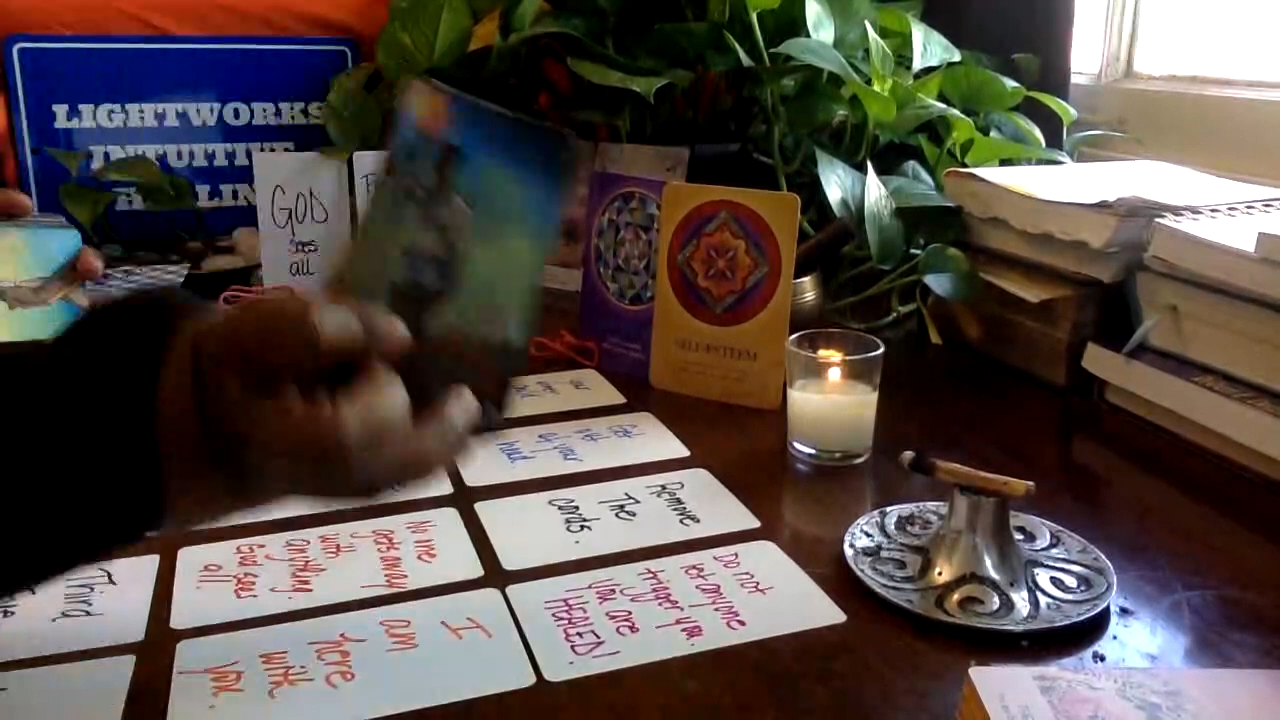 LIGHTWORKS
INTUITIVE
GOD
sees
all
SELF-ESTEEM
Get
out
of your
head.
Remove
The
cords.
Do not
let anyone
trigger you.
You are
"HEALED!
No one
gets away
with
anything.
God sees
all.
I
am
here
with
you.
Third